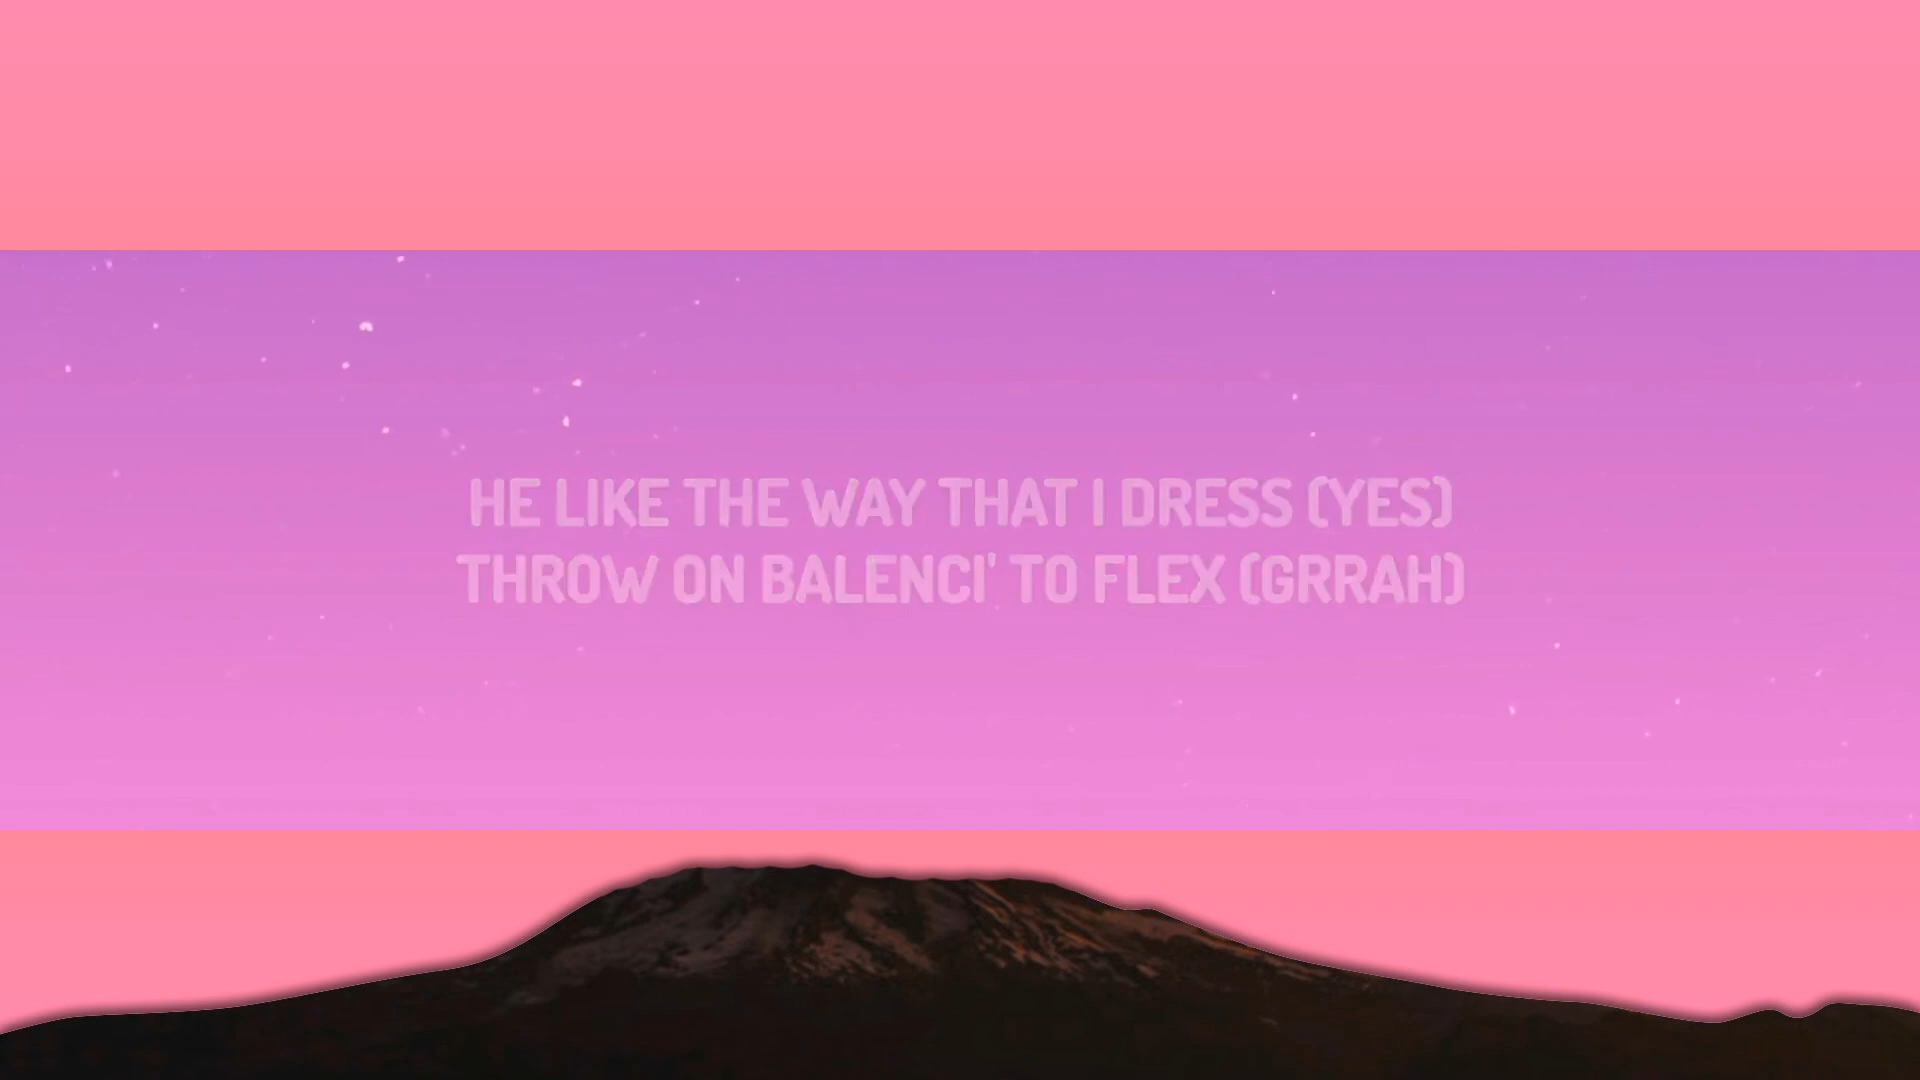 HE LIKE THE WAY THAT I DRESS (YES)
THROW ON BALENCI' TO FLEX (GRRAH)